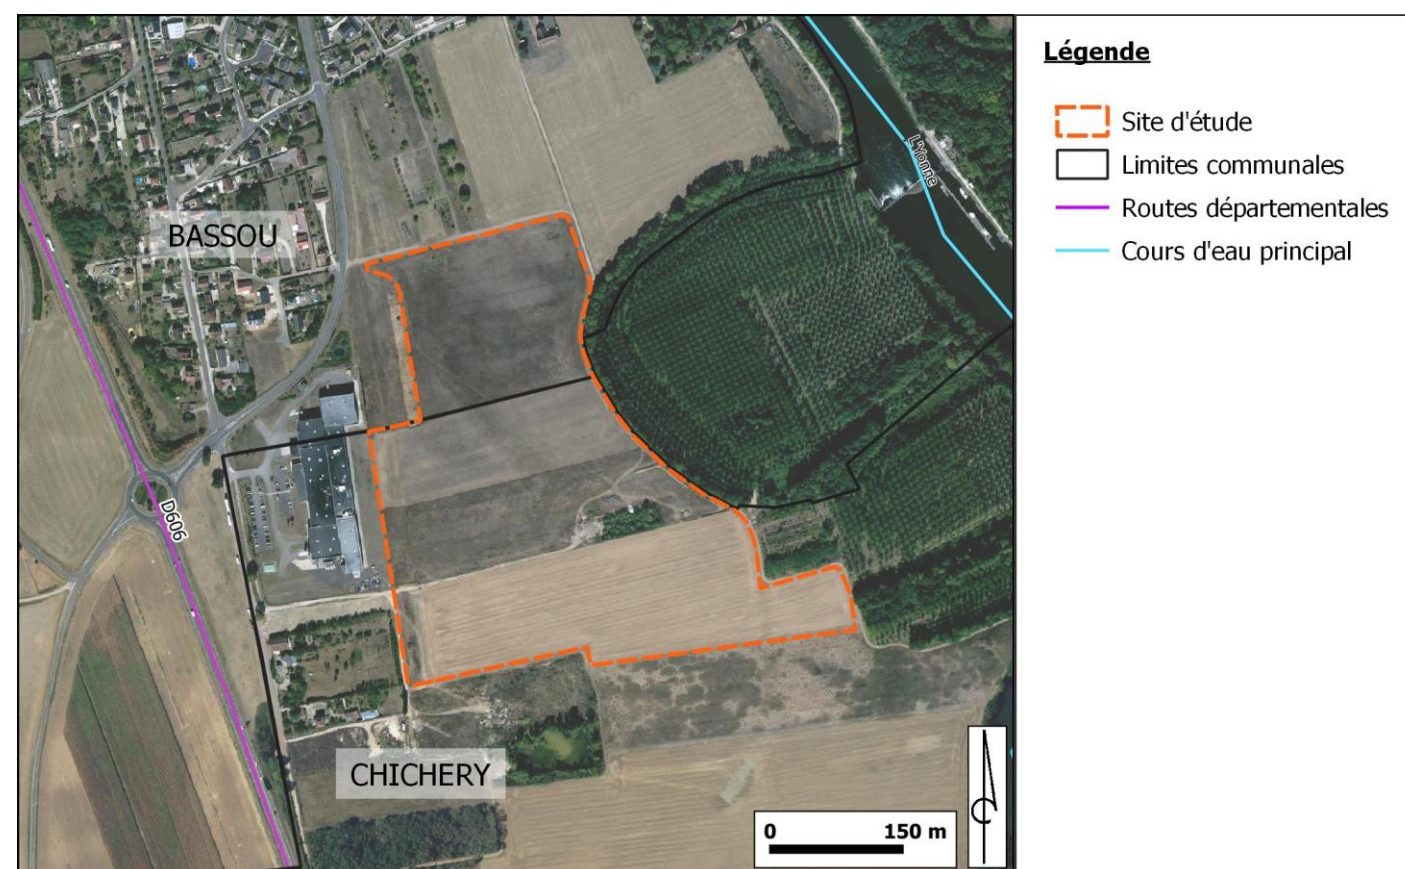 Légende
Site d'étude
Limites communales
Routes départementales
Cours d'eau principal
L'Yonne
BASSOU
D606
CHICHERY
0 150 m